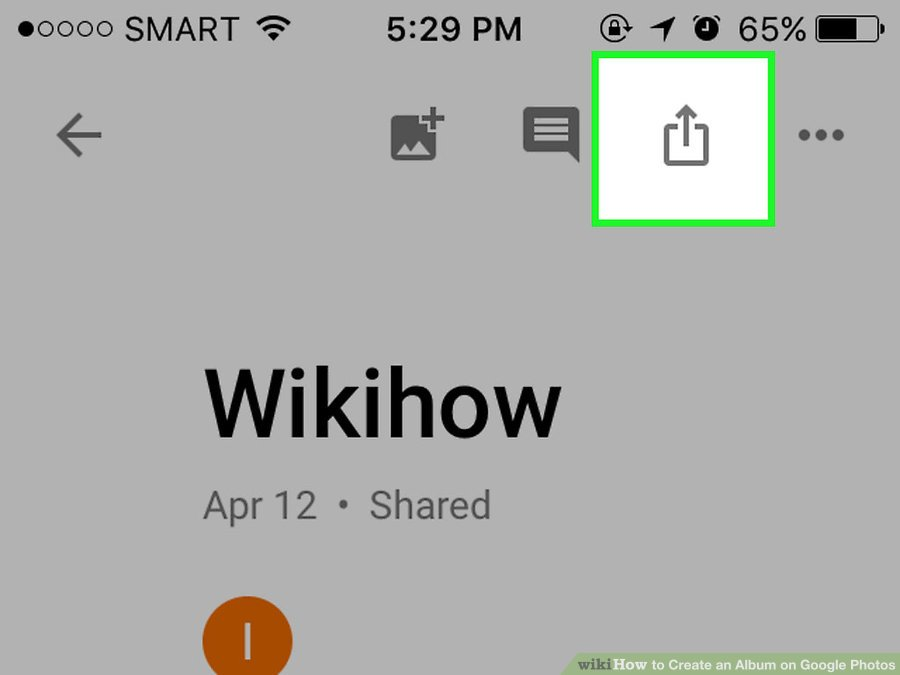 SMART 5:29 PM 65%
Wikihow
Apr 12 • Shared
I
wikiHow to Create an Album on Google Photos